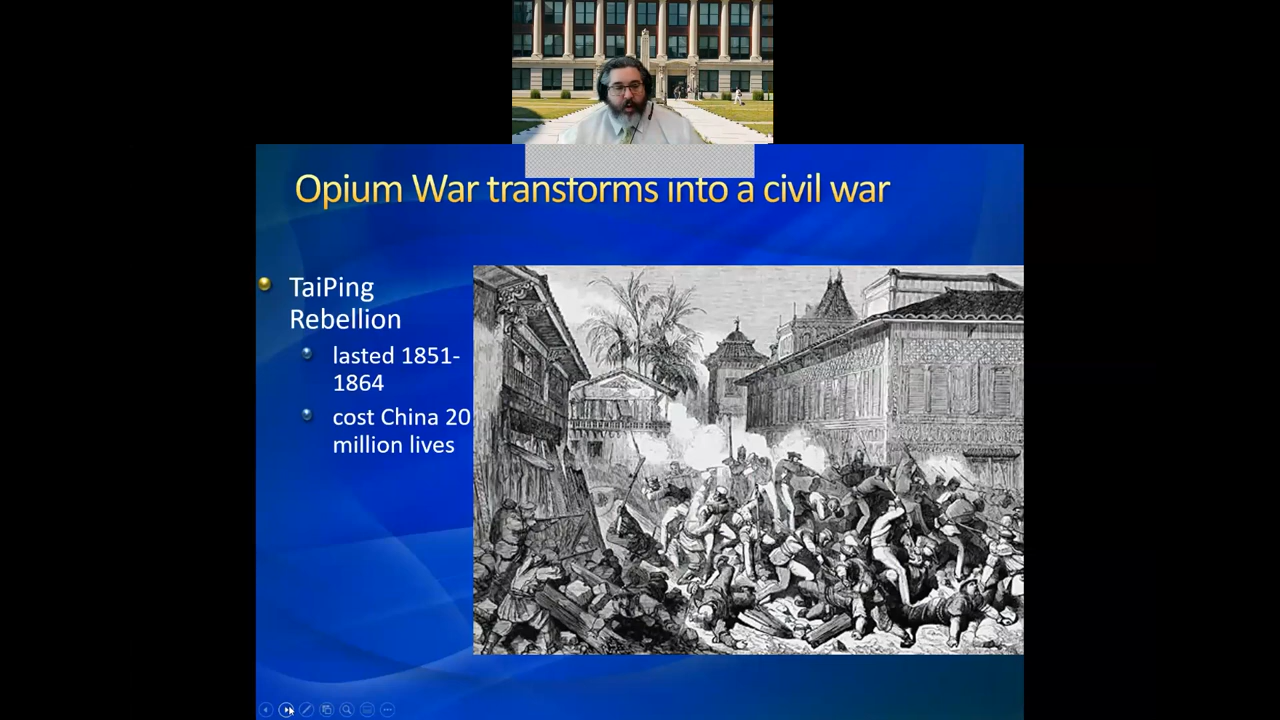 Opium War transforms into a civil war
TaiPing
Rebellion
lasted 1851-
1864
cost China 20
million lives